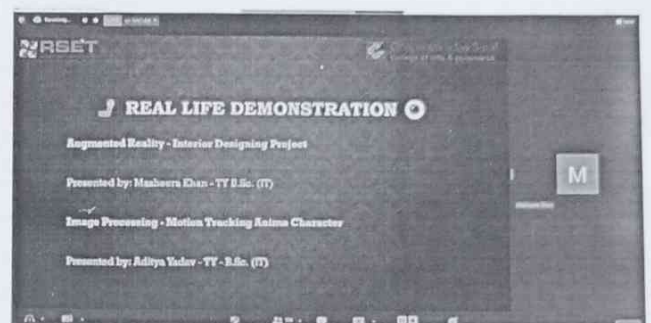 RSET
REAL LIFE DEMONSTRATION
Augmented Reality - Interior Designing Project
Presented by: Masheera Khan - TY B.Sc. (IT)
Image Processing - Motion Tracking Anime Character
Presented by: Aditya Yadav - TY - B.Sc. (IT)
M